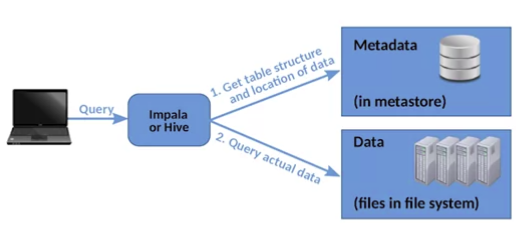 Query
Impala
or Hive
1. Get table structure
and location of data
2. Query actual data
Metadata
(in metastore)
Data
(files in file system)